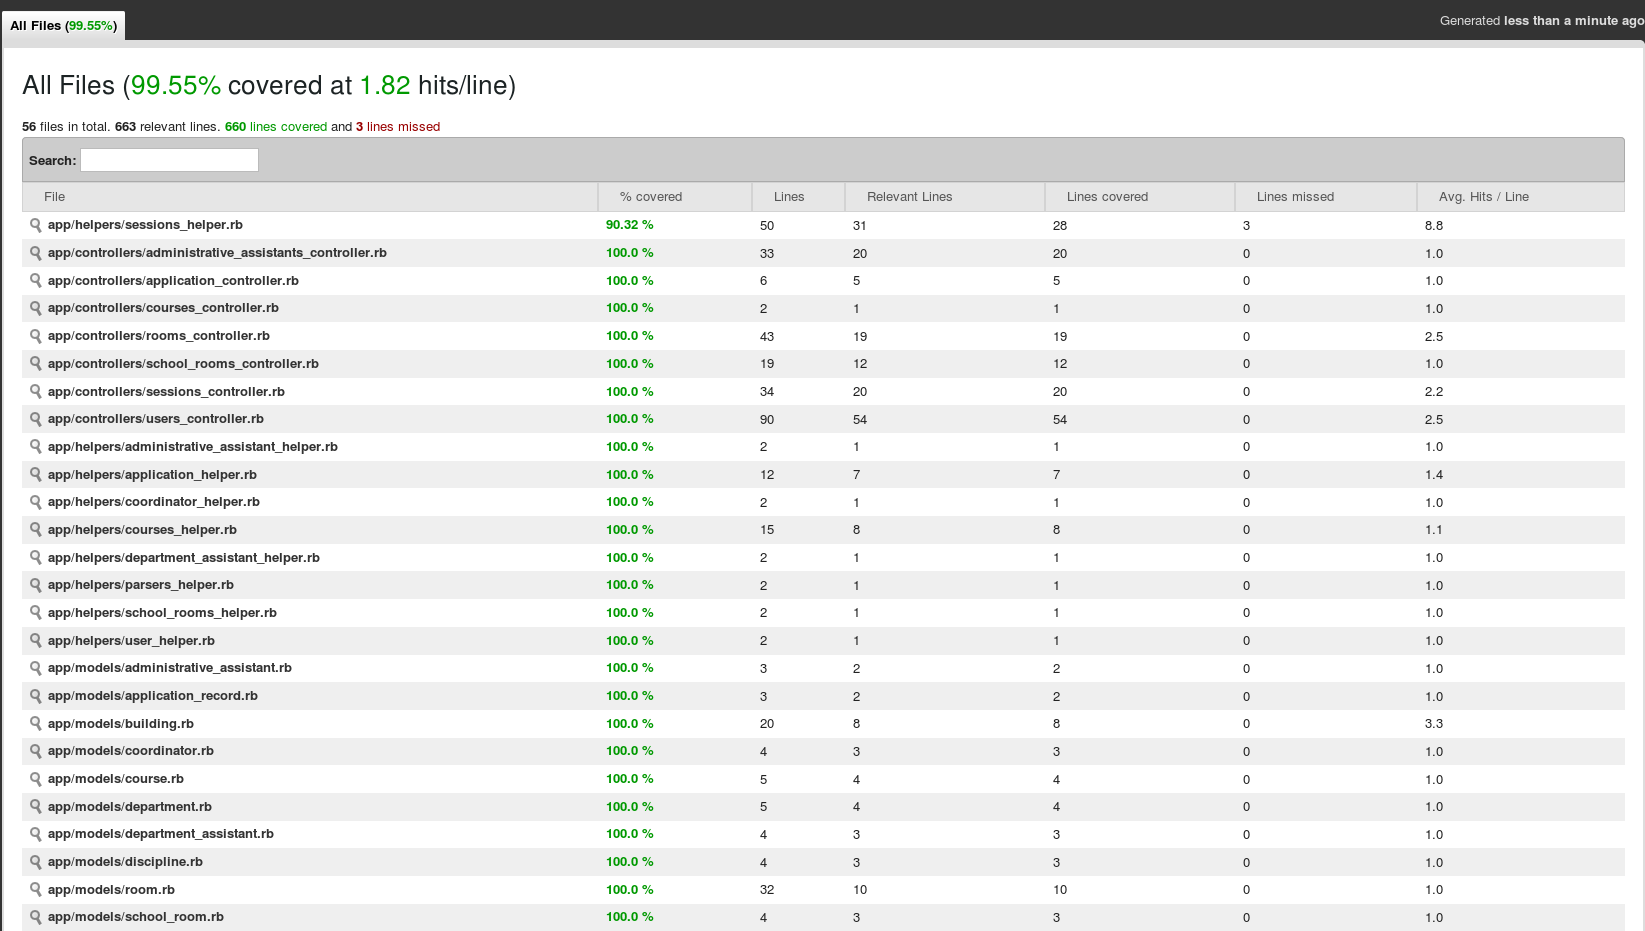 All Files (99.55%)
Generated less than a minute ago
All Files (99.55% covered at 1.82 hits/line)
56 files in total. 663 relevant lines. 660 lines covered and 3 lines missed
Search:
File % covered Lines Relevant Lines Lines covered Lines missed Avg. Hits / Line
app/helpers/sessions_helper.rb 90.32 % 50 31 28 3 8.8
app/controllers/administrative_assistants_controller.rb 100.0 % 33 20 20 0 1.0
app/controllers/application_controller.rb 100.0 % 6 5 5 0 1.0
app/controllers/courses_controller.rb 100.0 % 2 1 1 0 1.0
app/controllers/rooms_controller.rb 100.0 % 43 19 19 0 2.5
app/controllers/school_rooms_controller.rb 100.0 % 19 12 12 0 1.0
app/controllers/sessions_controller.rb 100.0 % 34 20 20 0 2.2
app/controllers/users_controller.rb 100.0 % 90 54 54 0 2.5
app/helpers/administrative_assistant_helper.rb 100.0 % 2 1 1 0 1.0
app/helpers/application_helper.rb 100.0 % 12 7 7 0 1.4
app/helpers/coordinator_helper.rb 100.0 % 2 1 1 0 1.0
app/helpers/courses_helper.rb 100.0 % 15 8 8 0 1.1
app/helpers/department_assistant_helper.rb 100.0 % 2 1 1 0 1.0
app/helpers/parsers_helper.rb 100.0 % 2 1 1 0 1.0
app/helpers/school_rooms_helper.rb 100.0 % 2 1 1 0 1.0
app/helpers/user_helper.rb 100.0 % 2 1 1 0 1.0
app/models/administrative_assistant.rb 100.0 % 3 2 2 0 1.0
app/models/application_record.rb 100.0 % 3 2 2 0 1.0
app/models/building.rb 100.0 % 20 8 8 0 3.3
app/models/coordinator.rb 100.0 % 4 3 3 0 1.0
app/models/course.rb 100.0 % 5 4 4 0 1.0
app/models/department.rb 100.0 % 5 4 4 0 1.0
app/models/department_assistant.rb 100.0 % 4 3 3 0 1.0
app/models/discipline.rb 100.0 % 4 3 3 0 1.0
app/models/room.rb 100.0 % 32 10 10 0 1.0
app/models/school_room.rb 100.0 % 4 3 3 0 1.0